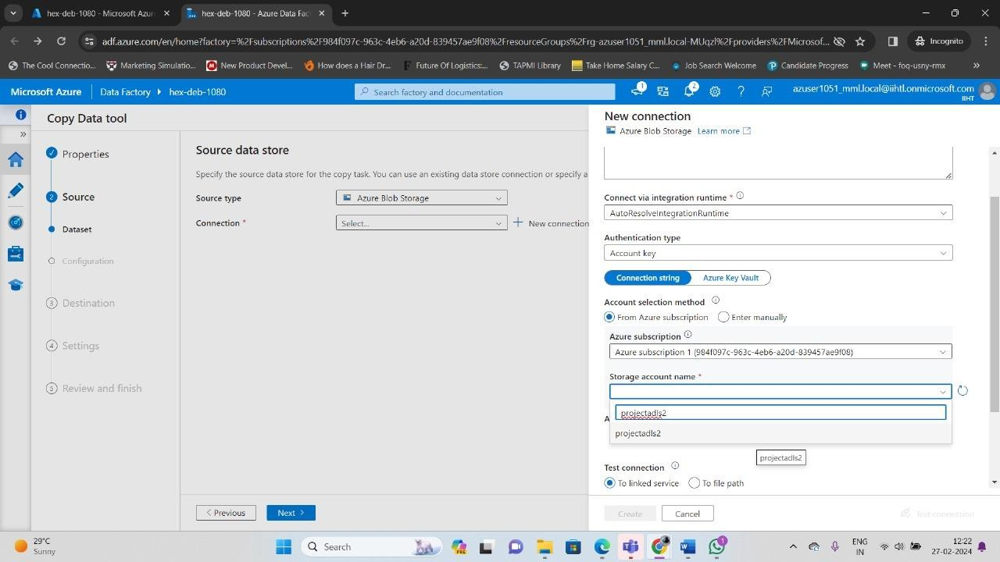 hex-deb-1080 - Microsoft Azur
hex-deb-1080 - Azure Data Fac
adf.azure.com/en/home?factory=%2Fsubscriptions%2F984f097c-963c-4eb6-a20d-839457ae9f08%2FresourceGroups%2Frg-azuser1051_mml.local-MUqzl%2Fproviders%2FMicrosof...
Incognito
The Cool Connectio...
Marketing Simulatio...
New Product Devel...
How does a Hair Dr...
Future Of Logistics:...
TAPMI Library
Take Home Salary C...
Job Search Welcome
Candidate Progress
Meet - foq-usny-rmx
Microsoft Azure
Data Factory
hex-deb-1080
Search factory and documentation
1
2
azuser1051_mml.local@iihtl.onmicrosoft.com
IIHT
Copy Data tool
Properties
2 Source
Dataset
Configuration
3 Destination
4 Settings
5 Review and finish
Source data store
Specify the source data store for the copy task. You can use an existing data store connection or specify a
Source type
Azure Blob Storage
Connection *
Select...
New connection
< Previous
Next >
New connection
Azure Blob Storage Learn more
Connect via integration runtime *
AutoResolveIntegrationRuntime
Authentication type
Account key
Connection string
Azure Key Vault
Account selection method
From Azure subscription
Enter manually
Azure subscription
Azure subscription 1 (984f097c-963c-4eb6-a20d-839457ae9f08)
Storage account name *
projectadls2
projectadls2
A
projectadls2
Test connection
To linked service
To file path
Create
Cancel
Test connection
29°C
Sunny
Search
PRE
1
ENG
IN
12:22
27-02-2024